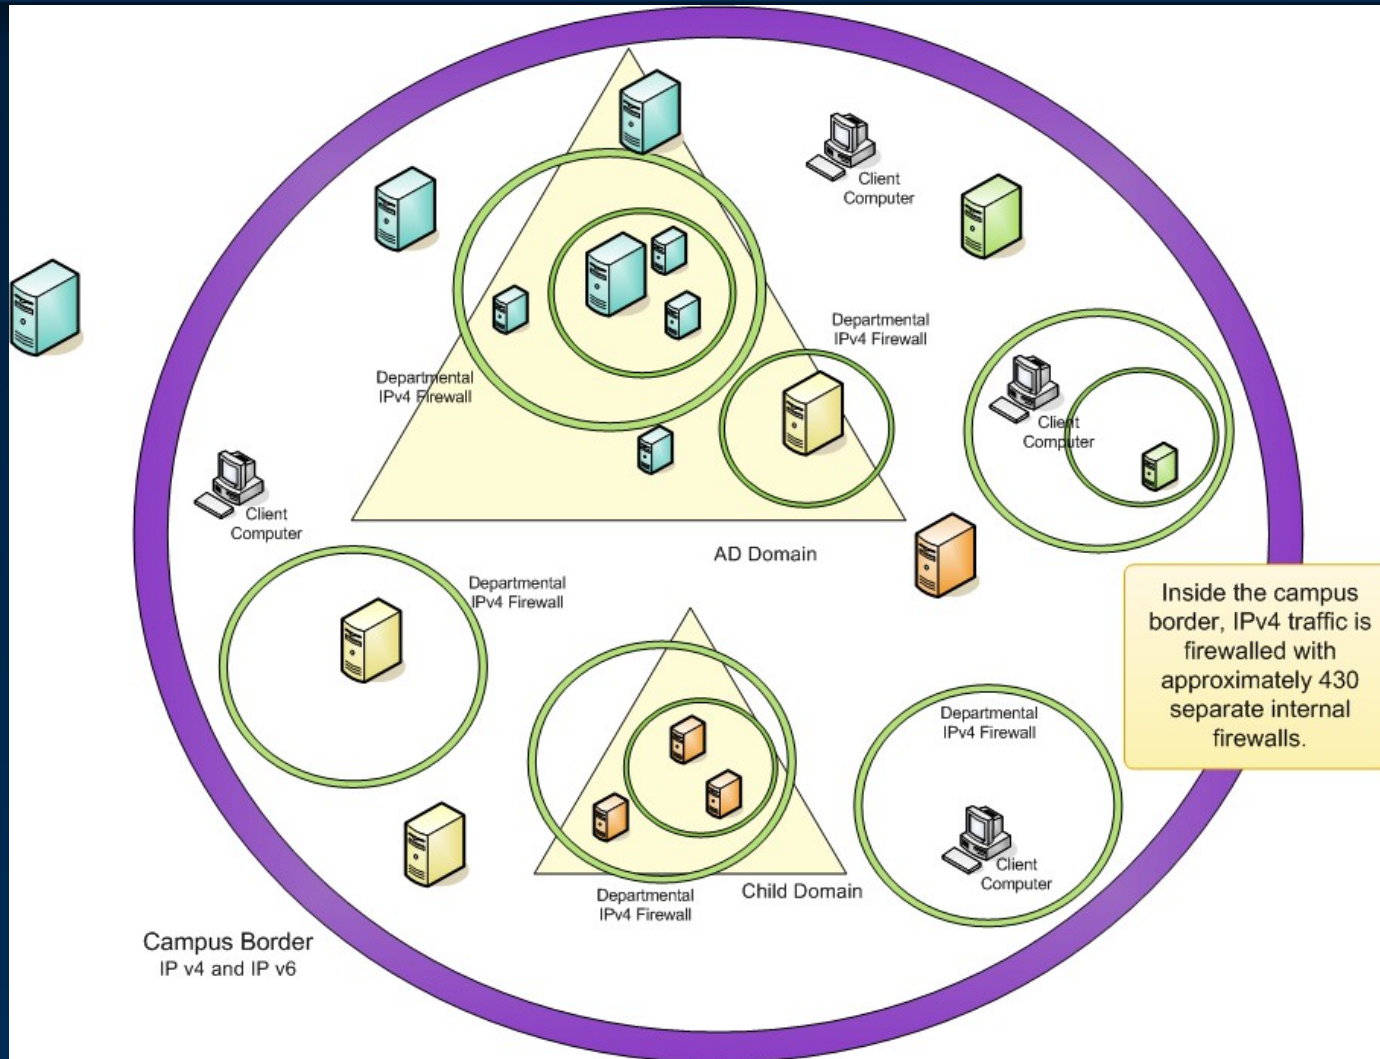 Client
Computer
Departmental
IPv4 Firewall
Departmental
IPv4 Firewall
Client
Computer
Client
Computer
AD Domain
Departmental
IPv4 Firewall
Inside the campus
border, IPv4 traffic is
firewalled with
approximately 430
separate internal
firewalls.
Departmental
IPv4 Firewall
Client
Computer
Child Domain
Departmental
IPv4 Firewall
Campus Border
IP v4 and IP v6